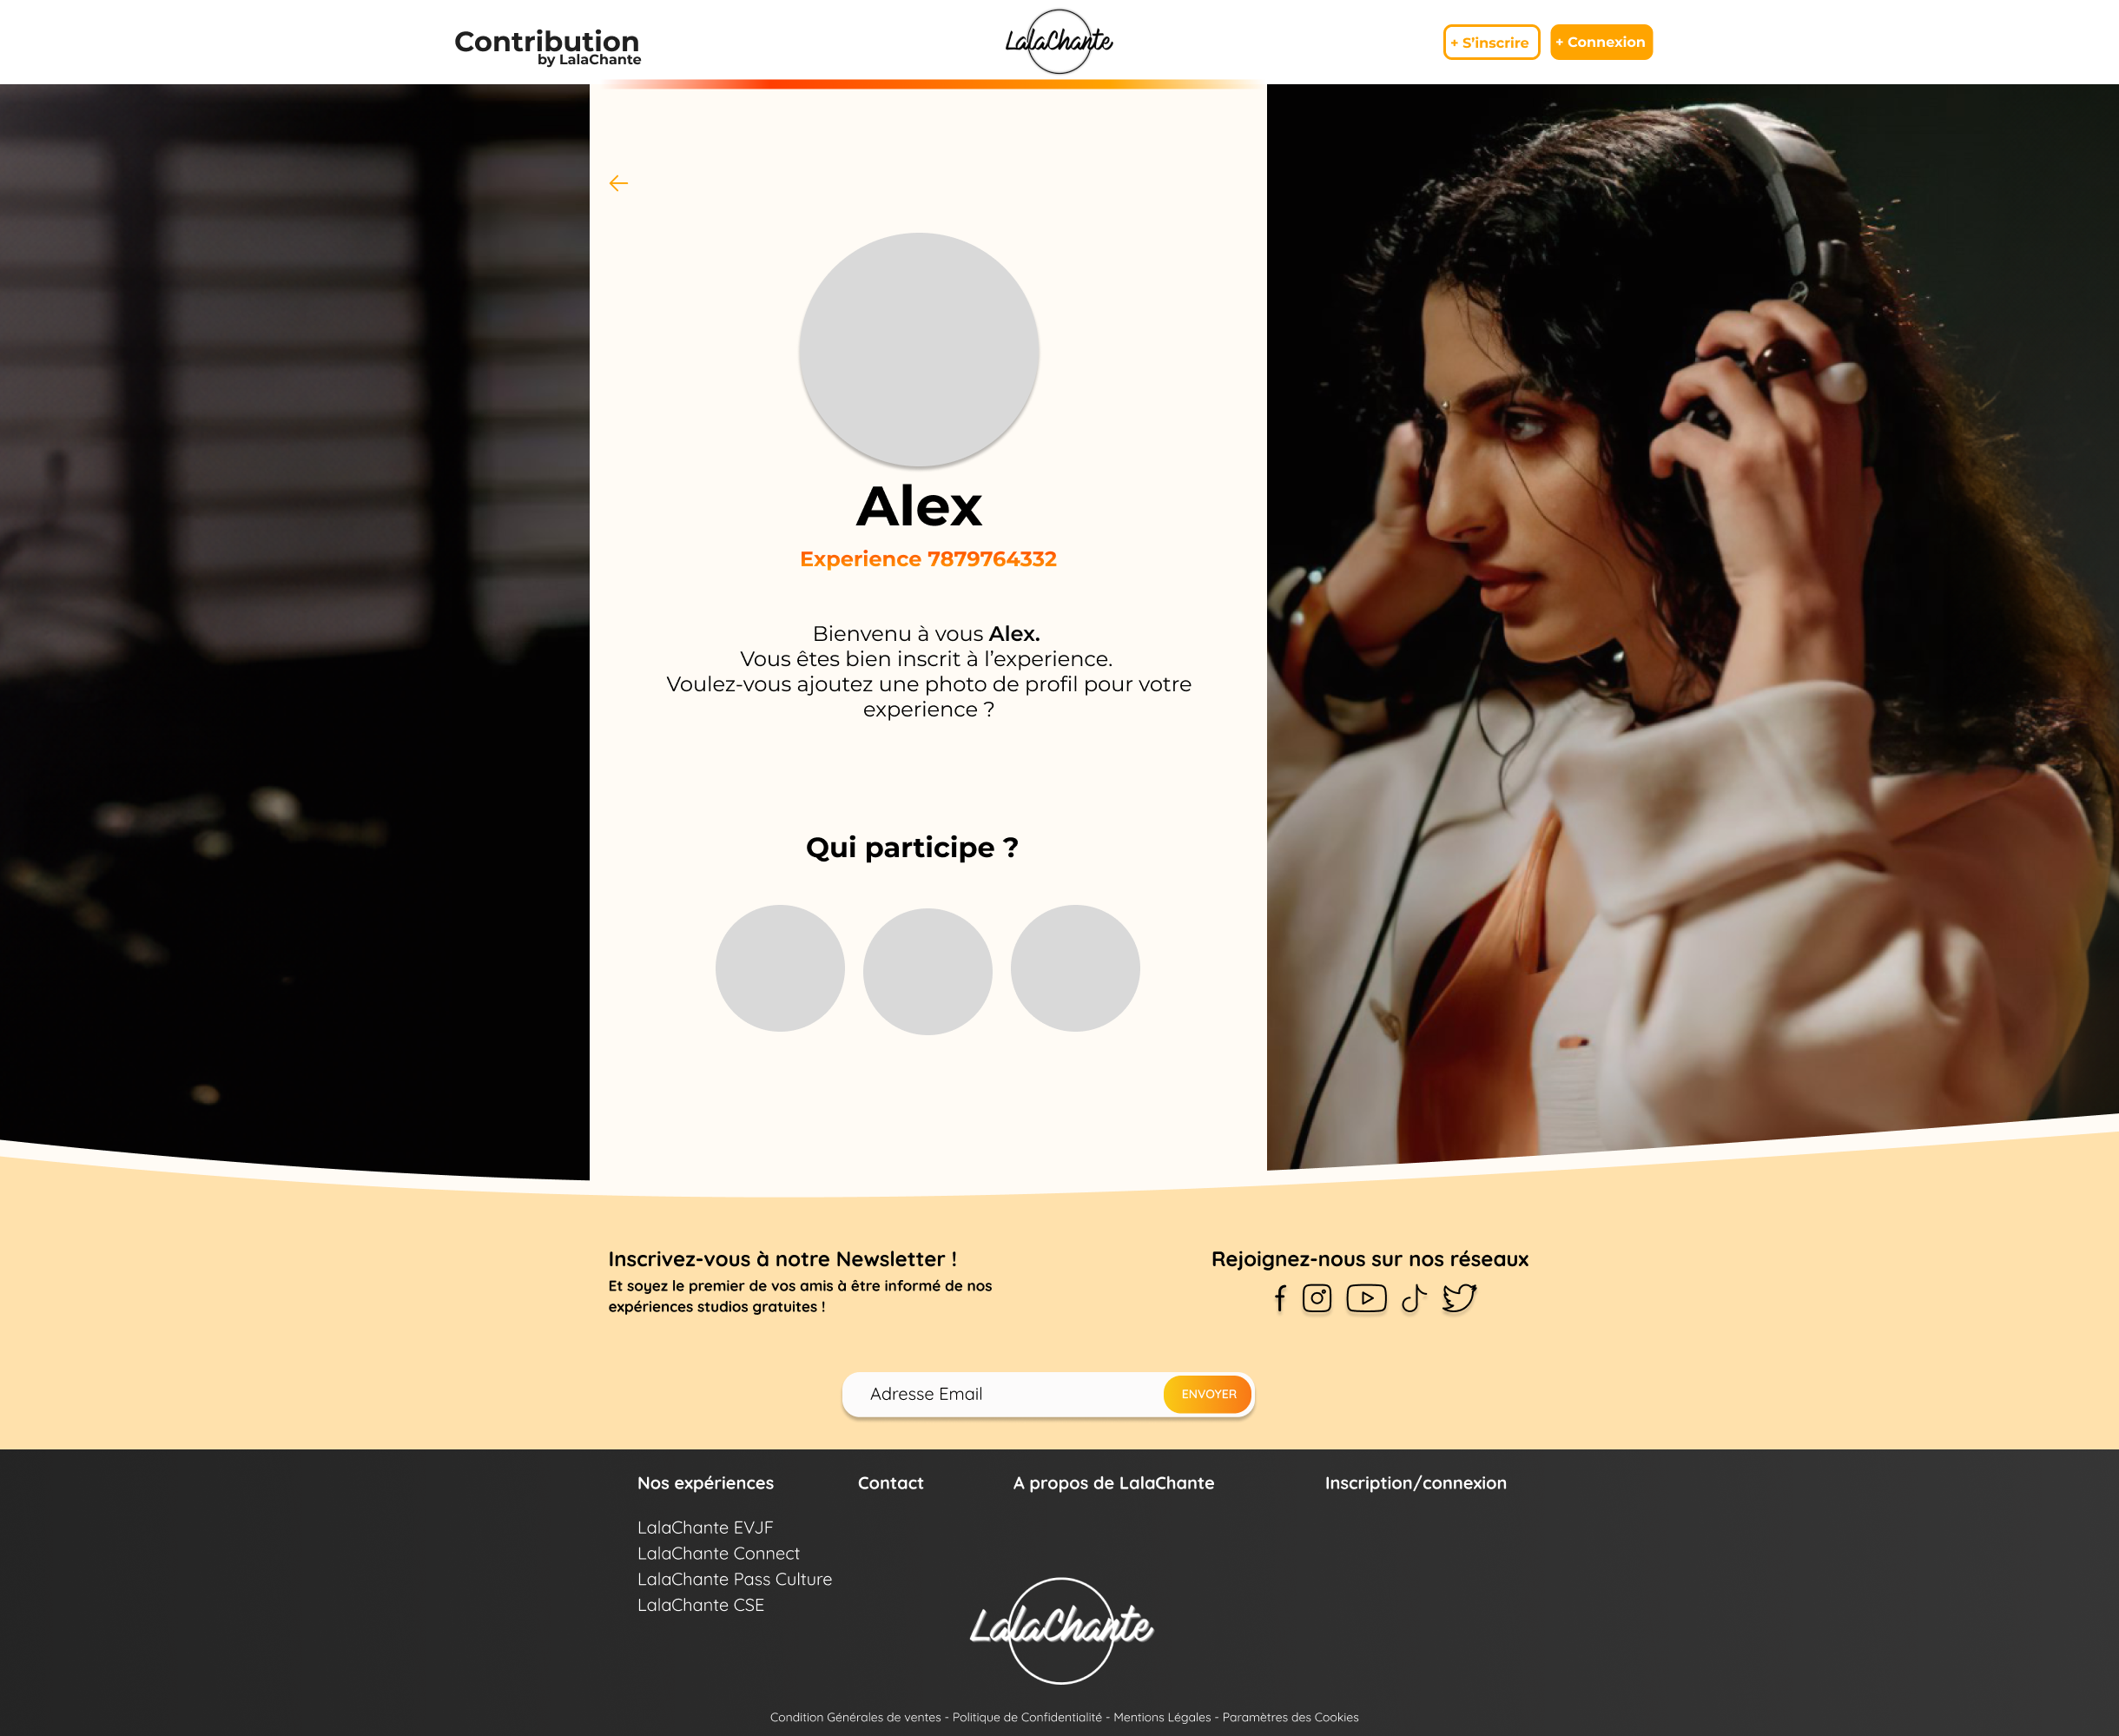 Contribution
by LalaChante
LalaChante
+ S'inscrire
+ Connexion
Alex
Experience 7879764332
Bienvenu à vous Alex.
Vous êtes bien inscrit à l’experience.
Voulez-vous ajoutez une photo de profil pour votre
experience ?
Qui participe ?
Inscrivez-vous à notre Newsletter !
Et soyez le premier de vos amis à être informé de nos
expériences studios gratuites !
Rejoignez-nous sur nos réseaux
Adresse Email
ENVOYER
Nos expériences
LalaChante EVJF
LalaChante Connect
LalaChante Pass Culture
LalaChante CSE
Contact
A propos de LalaChante
Inscription/connexion
LalaChante
Condition Générales de ventes - Politique de Confidentialité - Mentions Légales - Paramètres des Cookies